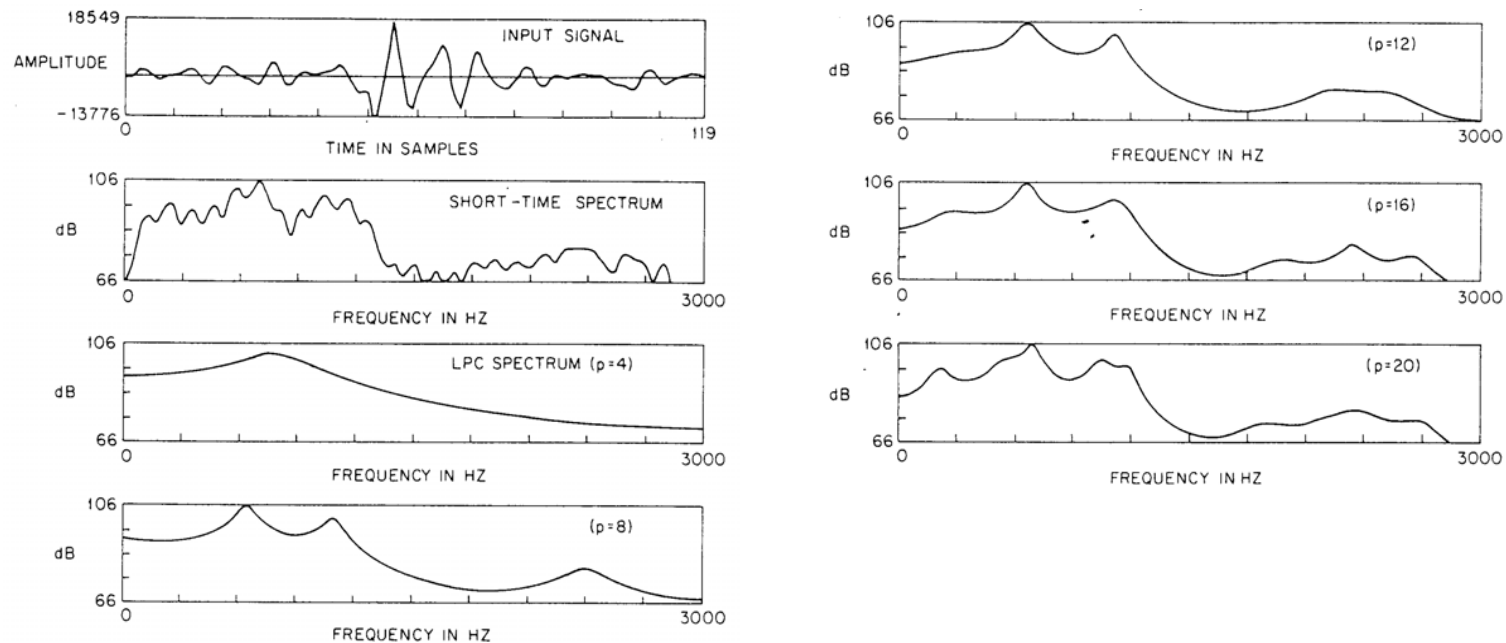 18549
INPUT SIGNAL
AMPLITUDE
-13776
0
119
TIME IN SAMPLES
106
SHORT-TIME SPECTRUM
dB
66
0
3000
FREQUENCY IN HZ
106
LPC SPECTRUM (p=4)
dB
66
0
3000
FREQUENCY IN HZ
106
(p=8)
dB
66
0
3000
FREQUENCY IN HZ
106
(p=12)
dB
66
0
3000
FREQUENCY IN HZ
106
(p=16)
dB
66
0
3000
FREQUENCY IN HZ
106
(p=20)
dB
66
0
3000
FREQUENCY IN HZ